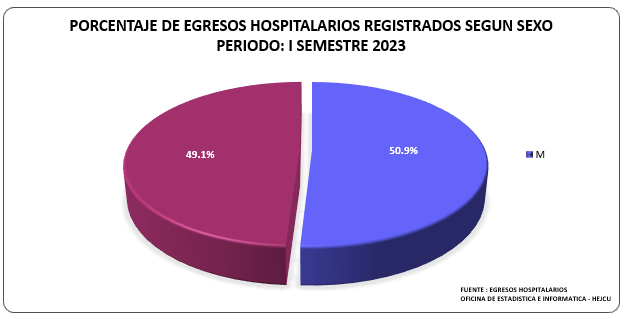 PORCENTAJE DE EGRESOS HOSPITALARIOS REGISTRADOS SEGUN SEXO
PERIODO: I SEMESTRE 2023
49.1%
50.9%
M
FUENTE : EGRESOS HOSPITALARIOS
OFICINA DE ESTADISTICA E INFORMATICA - HEJCU